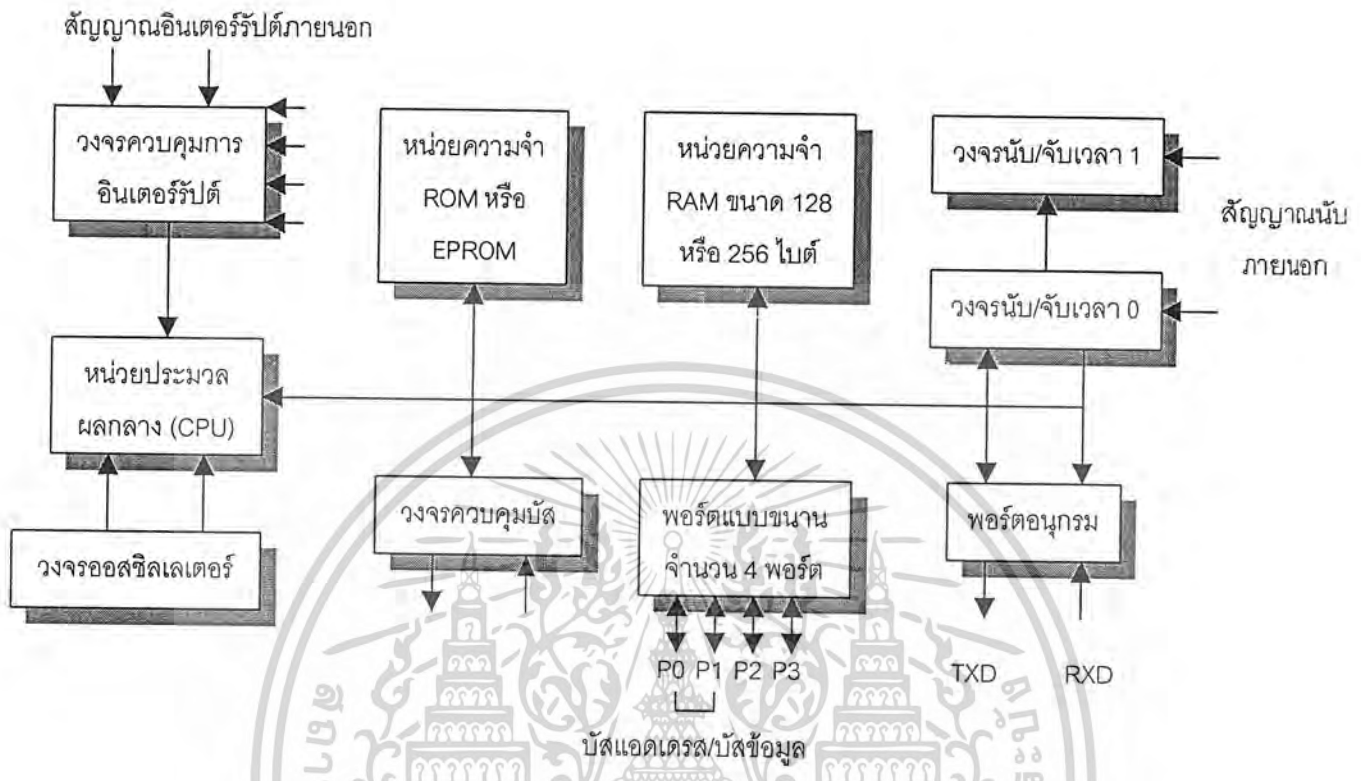 สัญญาณอินเตอร์รัปต์ภายนอก
วงจรควบคุมการ
อินเตอร์รัปต์
หน่วยความจำ
ROM หรือ
EPROM
หน่วยความจำ
RAM ขนาด 128
หรือ 256 ไบต์
วงจรนับ/จับเวลา 1
สัญญาณนับ
ภายนอก
วงจรนับ/จับเวลา 0
หน่วยประมวล
ผลกลาง (CPU)
วงจรออสซิลเลเตอร์
วงจรควบคุมบัส
พอร์ตแบบขนาน
จำนวน 4 พอร์ต
พอร์ตอนุกรม
P0 P1 P2 P3
TXD RXD
บัสแอดเดรส/บัสข้อมูล